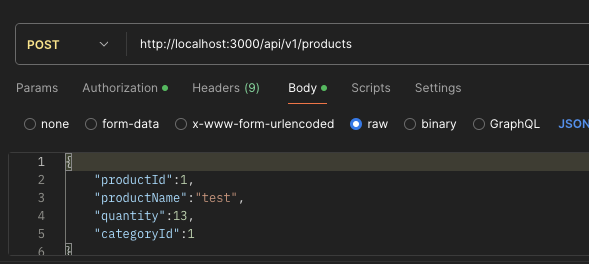 POST http://localhost:3000/api/v1/products
Params Authorization Headers (9) Body Scripts Settings
none form-data x-www-form-urlencoded raw binary GraphQL JSON
1 {
2 "productId":1,
3 "productName":"test",
4 "quantity":13,
5 "categoryId":1
6 }